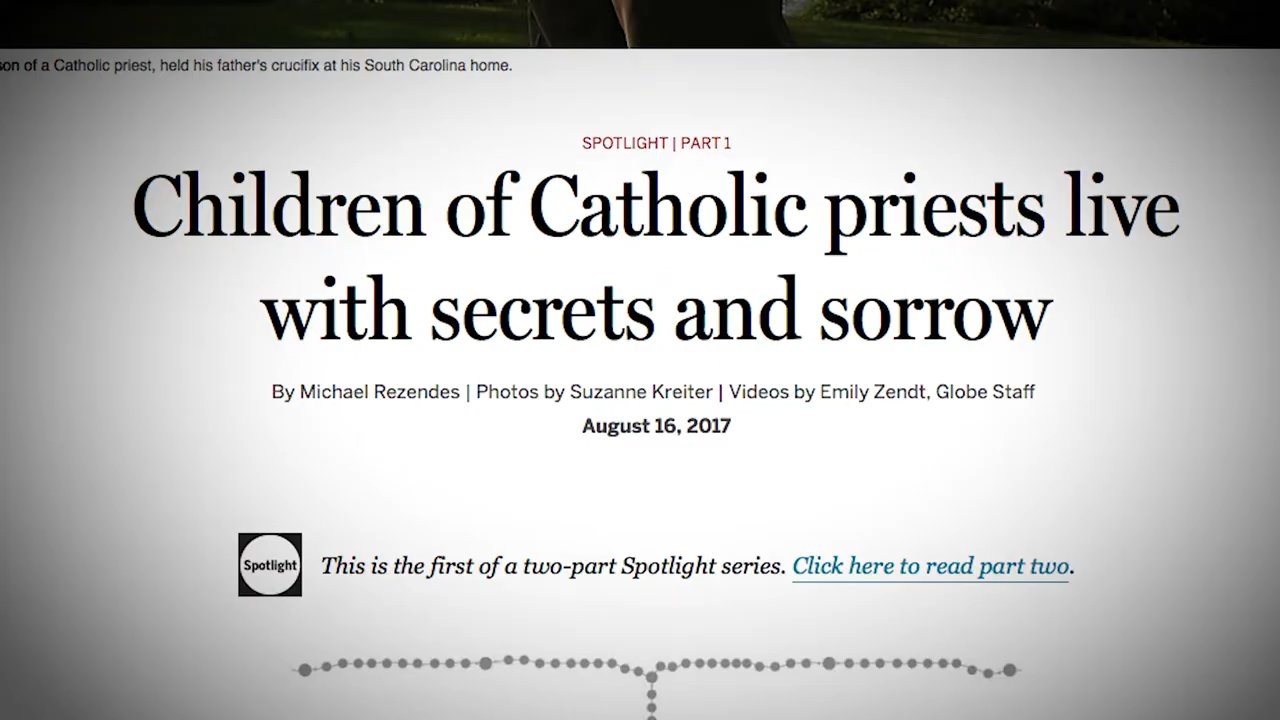 son of a Catholic priest, held his father's crucifix at his South Carolina home.
SPOTLIGHT | PART 1
Children of Catholic priests live
with secrets and sorrow
By Michael Rezendes | Photos by Suzanne Kreiter | Videos by Emily Zendt, Globe Staff
August 16, 2017
Spotlight
This is the first of a two-part Spotlight series. Click here to read part two.